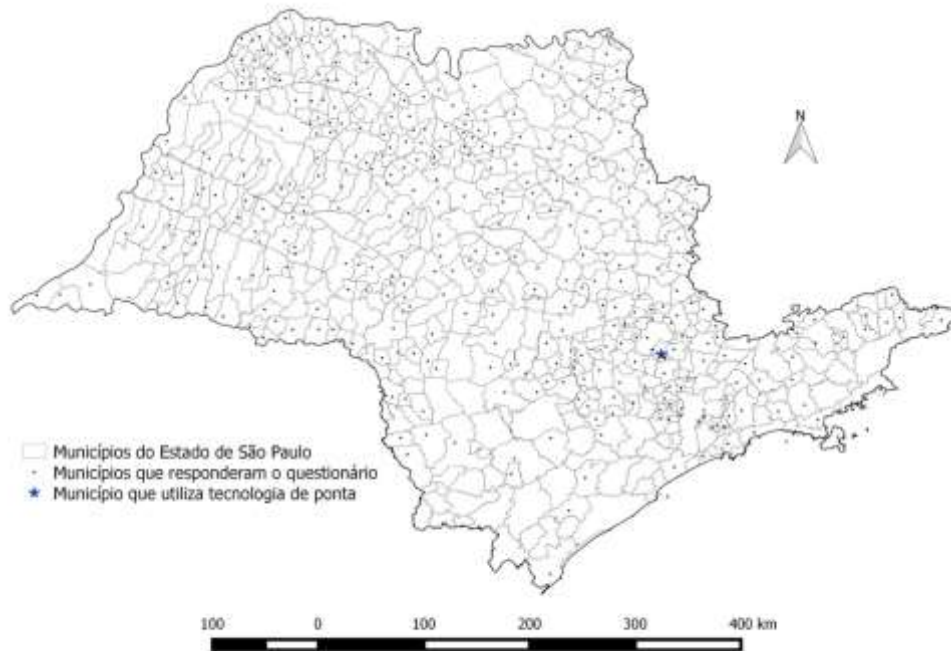 N
Municípios do Estado de São Paulo
Municípios que responderam o questionário
Município que utiliza tecnologia de ponta
100 0 100 200 300 400 km